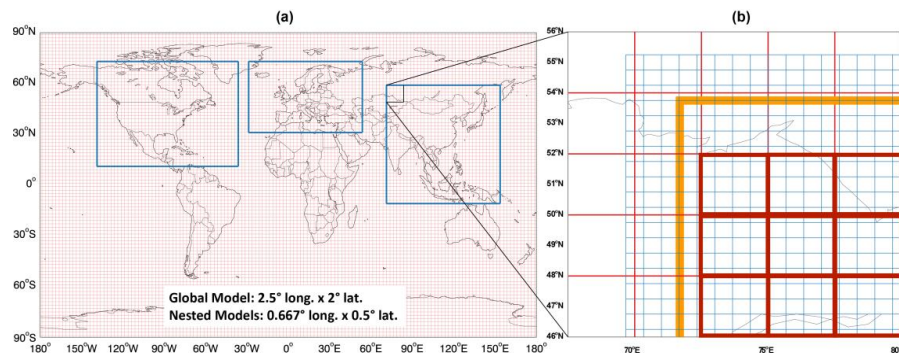 (a)
90°N
60°N
30°N
0°
30°S
60°S
90°S
180°W 150°W 120°W 90°W 60°W 30°W 0°E 30°E 60°E 90°E 120°E 150°E 180°E
Global Model: 2.5° long. x 2° lat.
Nested Models: 0.667° long. x 0.5° lat.
(b)
56°N
55°N
54°N
53°N
52°N
51°N
50°N
49°N
48°N
47°N
46°N
70°E 75°E